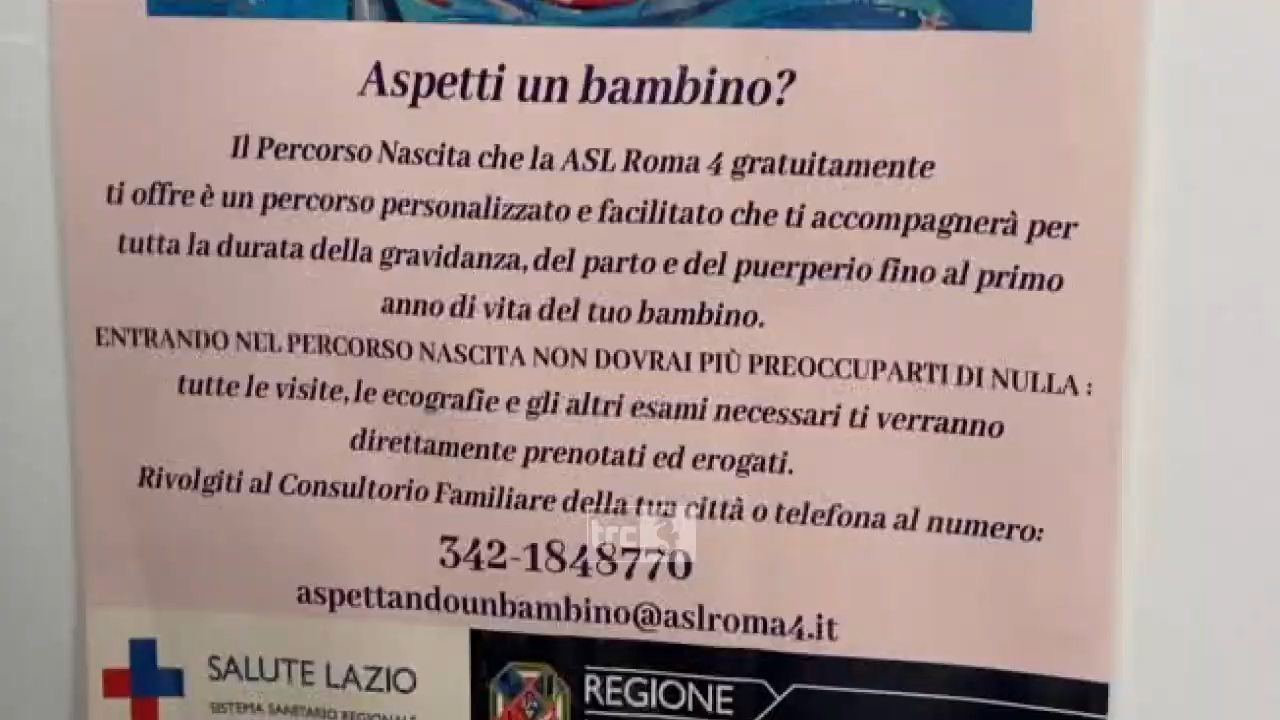 Aspetti un bambino?
Il Percorso Nascita che la ASL Roma 4 gratuitamente
ti offre è un percorso personalizzato e facilitato che ti accompagnerà per
tutta la durata della gravidanza, del parto e del puerperio fino al primo
anno di vita del tuo bambino.
ENTRANDO NEL PERCORSO NASCITA NON DOVRAI PIÙ PREOCCUPARTI DI NULLA :
tutte le visite, le ecografie e gli altri esami necessari ti verranno
direttamente prenotati ed erogati.
Rivolgiti al Consultorio Familiare della tua città o telefona al numero:
trc
342-1848770
aspettandounbambino@aslroma4.it
SALUTE LAZIO
SISTEMA SANITARIO REGIONALE
REGIONE